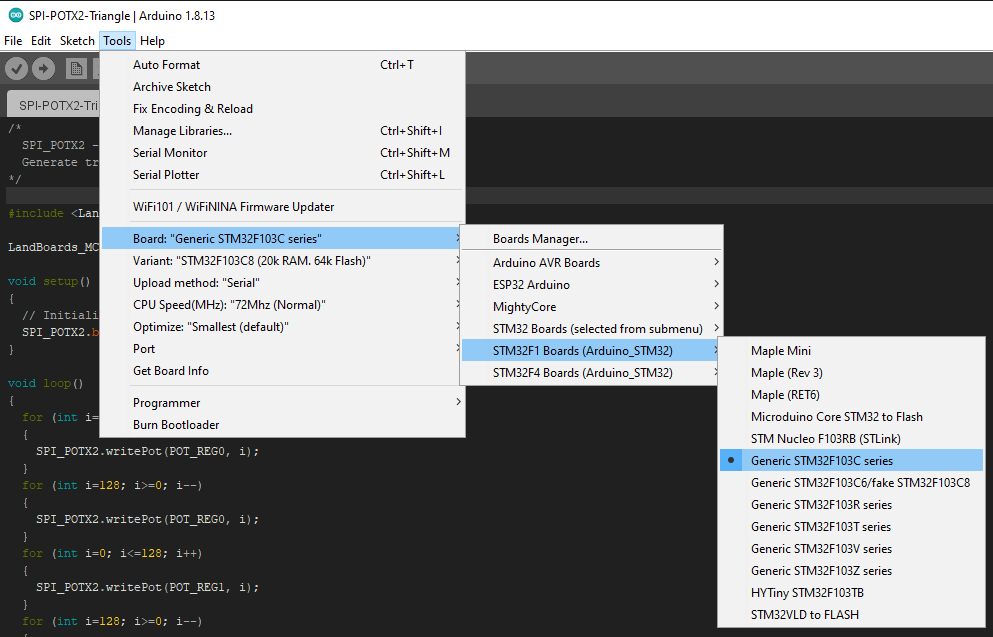 SPI-POTX2-Triangle | Arduino 1.8.13
File Edit Sketch Tools Help
Auto Format Ctrl+T
Archive Sketch
Fix Encoding & Reload
Manage Libraries... Ctrl+Shift+I
Serial Monitor Ctrl+Shift+M
Serial Plotter Ctrl+Shift+L
WiFi101 / WiFiNINA Firmware Updater
Board: "Generic STM32F103C series"
Variant: "STM32F103C8 (20k RAM. 64k Flash)"
Upload method: "Serial"
CPU Speed(MHz): "72Mhz (Normal)"
Optimize: "Smallest (default)"
Port
Get Board Info
Programmer
Burn Bootloader
Boards Manager...
Arduino AVR Boards
ESP32 Arduino
MightyCore
STM32 Boards (selected from submenu)
STM32F1 Boards (Arduino_STM32)
STM32F4 Boards (Arduino_STM32)
Maple Mini
Maple (Rev 3)
Maple (RET6)
Microduino Core STM32 to Flash
STM Nucleo F103RB (STLink)
Generic STM32F103C series
Generic STM32F103C6/fake STM32F103C8
Generic STM32F103R series
Generic STM32F103T series
Generic STM32F103V series
Generic STM32F103Z series
HYTiny STM32F103TB
STM32VLD to FLASH
SPI-POTX2-Tri
/*
SPI_POTX2 -
Generate tr
*/
#include <Lan
LandBoards_MC
void setup()
{
// Initiali
SPI_POTX2.b
}
void loop()
{
for (int i=
{
SPI_POTX2.writePot(POT_REG0, i);
}
for (int i=128; i>=0; i--)
{
SPI_POTX2.writePot(POT_REG0, i);
}
for (int i=0; i<=128; i++)
{
SPI_POTX2.writePot(POT_REG1, i);
}
for (int i=128; i>=0; i--)